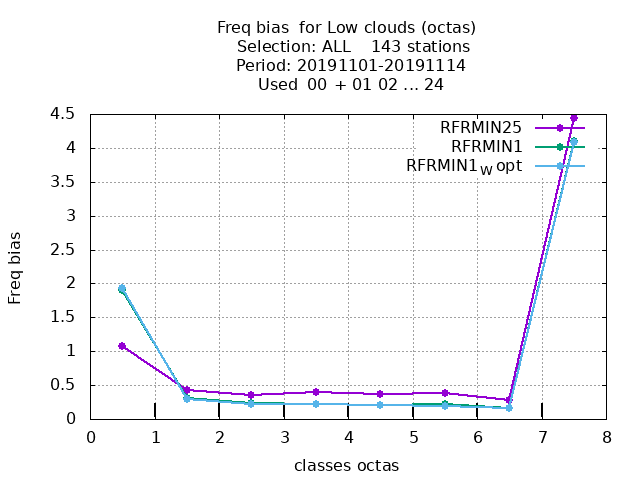 Freq bias  for Low clouds (octas)
Selection: ALL    143 stations
Period: 20191101-20191114
Used  00  + 01 02 ... 24
4.5
4
3.5
3
2.5
2
1.5
1
0.5
0
Freq bias
RFRMIN25
RFRMIN1
RFRMIN1W opt
0 1 2 3 4 5 6 7 8
classes octas